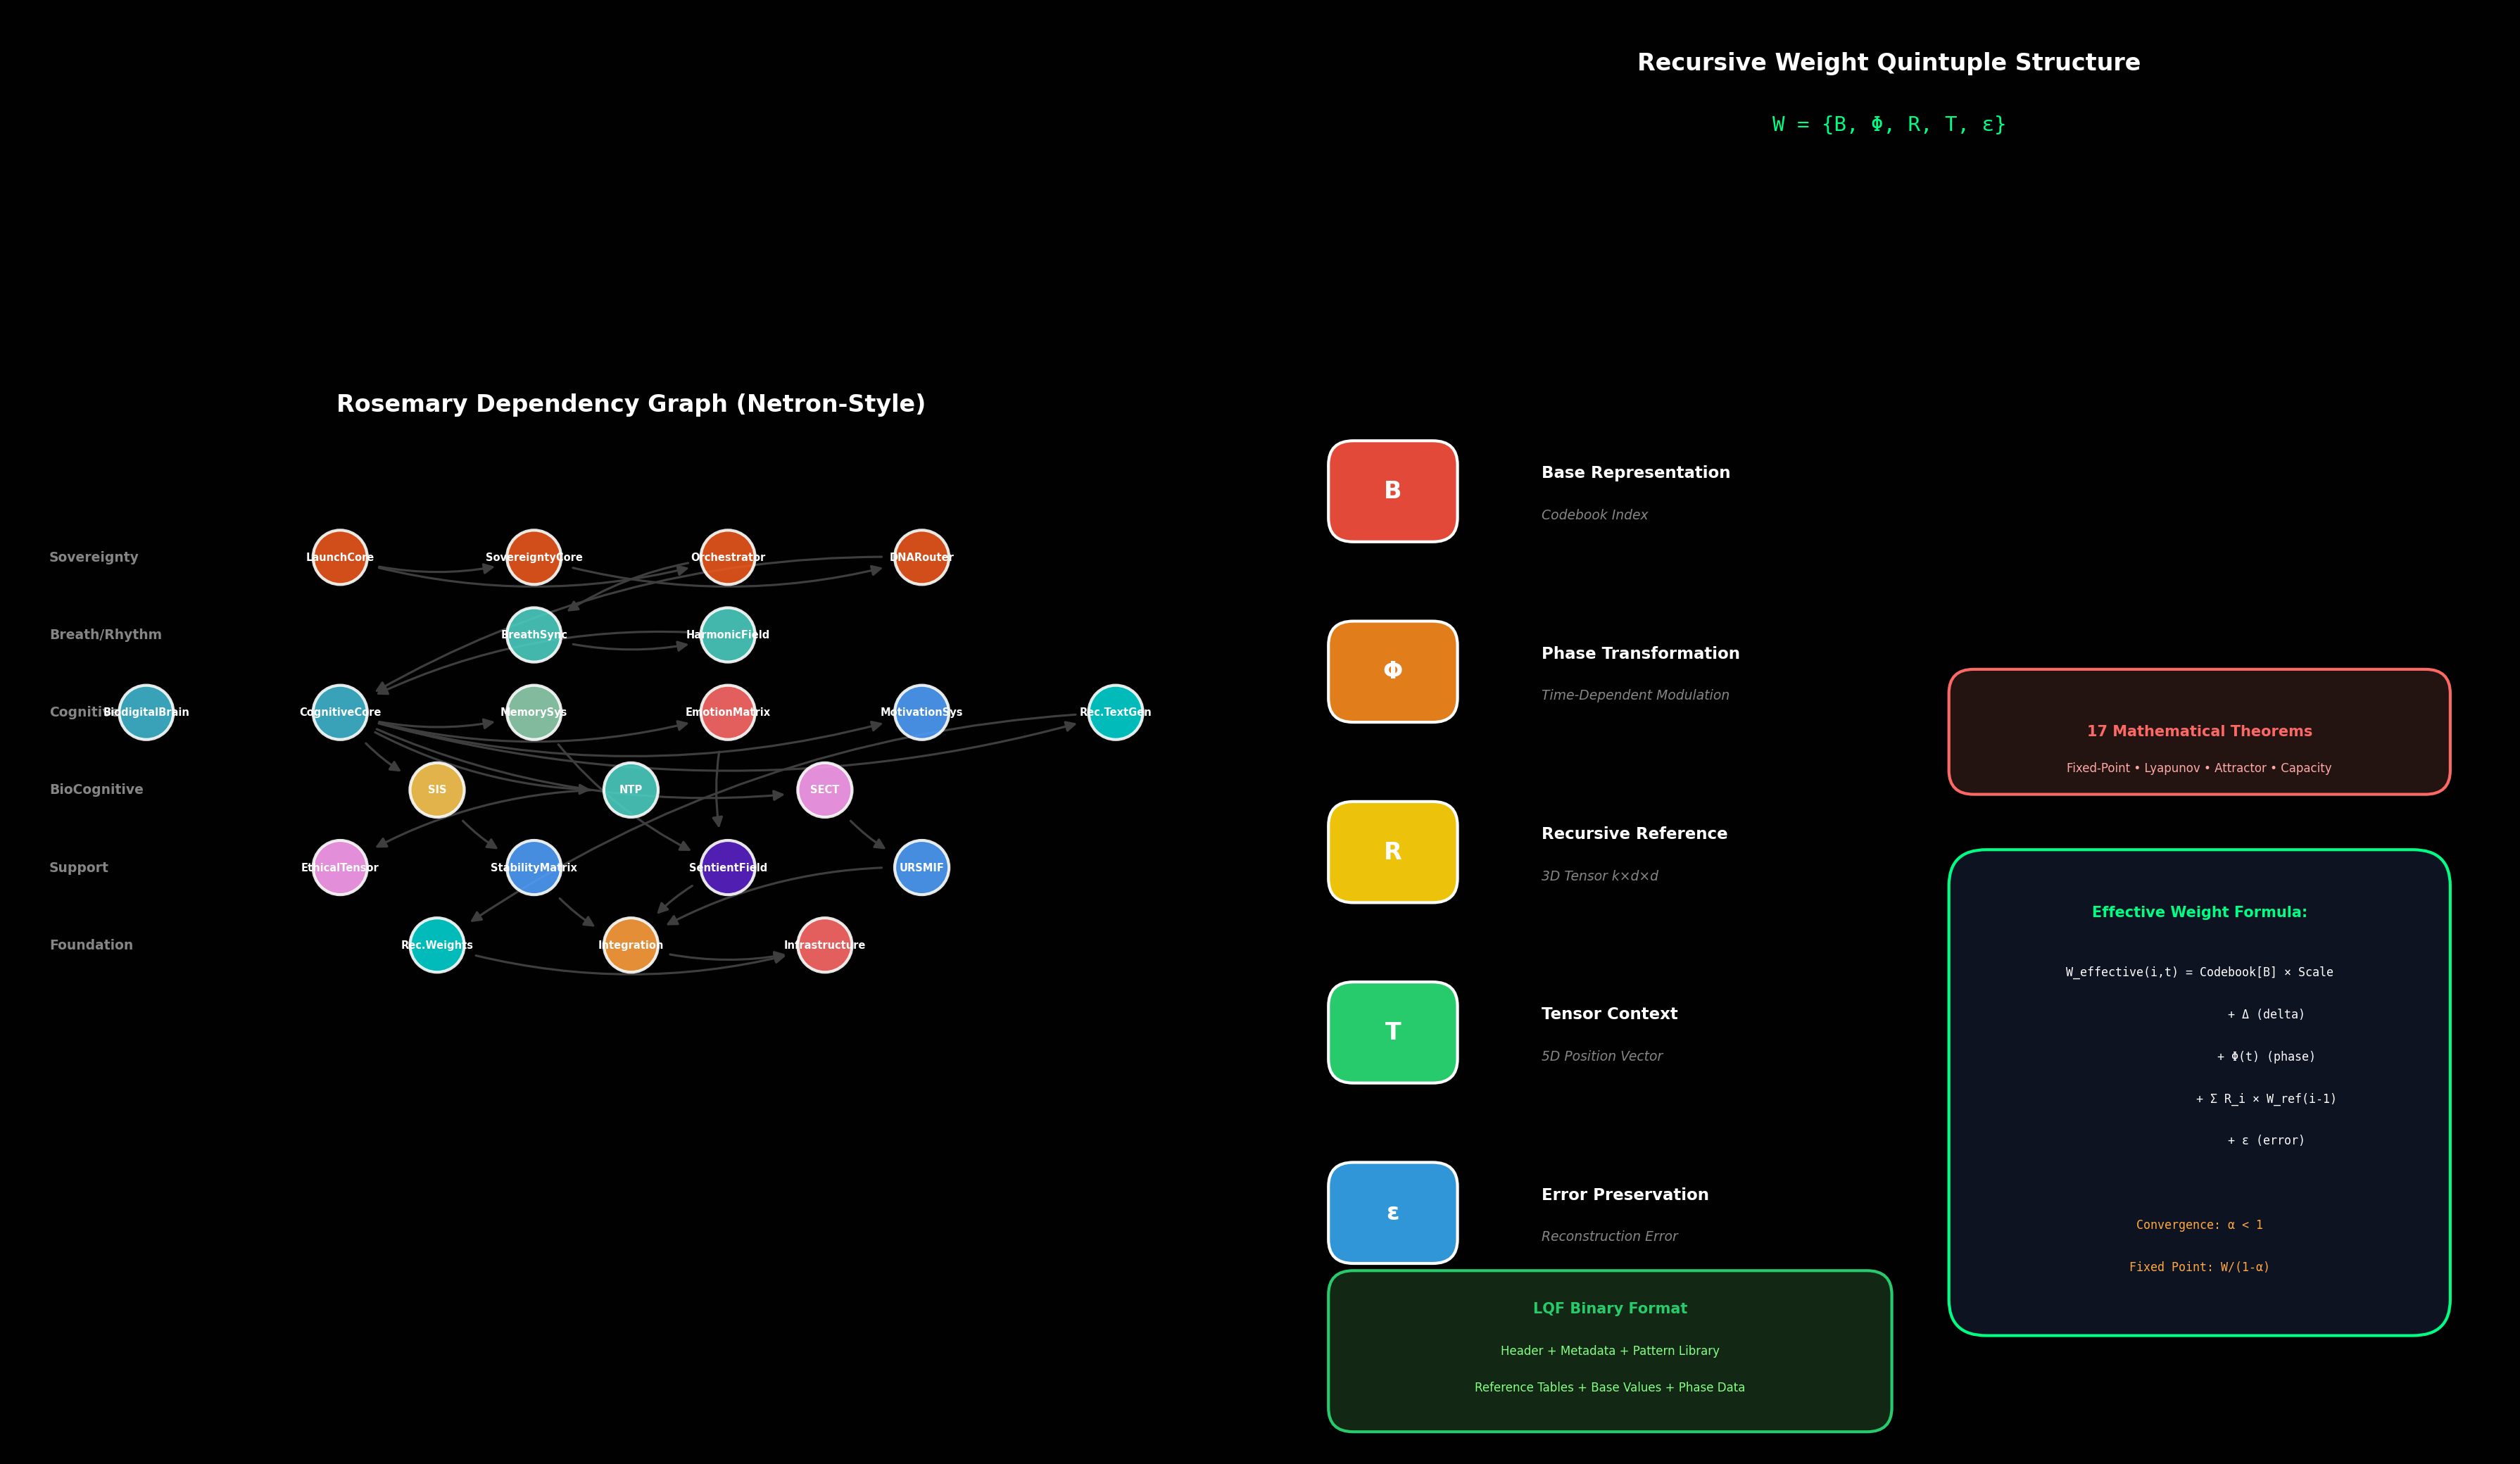 Rosemary Dependency Graph (Netron-Style)
Sovereignty
LaunchCore
SovereigntyCore
Orchestrator
DNARouter
Breath/Rhythm
BreathSync
HarmonicField
Cognitive
BiodigitalBrain
CognitiveCore
MemorySys
EmotionMatrix
MotivationSys
Rec.TextGen
BioCognitive
SIS
NTP
SECT
Support
EthicalTensor
StabilityMatrix
SentientField
URSMIF
Foundation
Rec.Weights
Integration
Infrastructure
Recursive Weight Quintuple Structure
W = {B, Φ, R, T, ε}
B
Base Representation
Codebook Index
Φ
Phase Transformation
Time-Dependent Modulation
R
Recursive Reference
3D Tensor k×d×d
T
Tensor Context
5D Position Vector
ε
Error Preservation
Reconstruction Error
LQF Binary Format
Header + Metadata + Pattern Library
Reference Tables + Base Values + Phase Data
17 Mathematical Theorems
Fixed-Point • Lyapunov • Attractor • Capacity
Effective Weight Formula:
W_effective(i,t) = Codebook[B] × Scale
+ Δ (delta)
+ Φ(t) (phase)
+ Σ R_i × W_ref(i-1)
+ ε (error)
Convergence: α < 1
Fixed Point: W/(1-α)